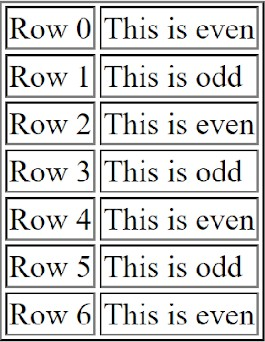 Row 0 This is even
Row 1 This is odd
Row 2 This is even
Row 3 This is odd
Row 4 This is even
Row 5 This is odd
Row 6 This is even